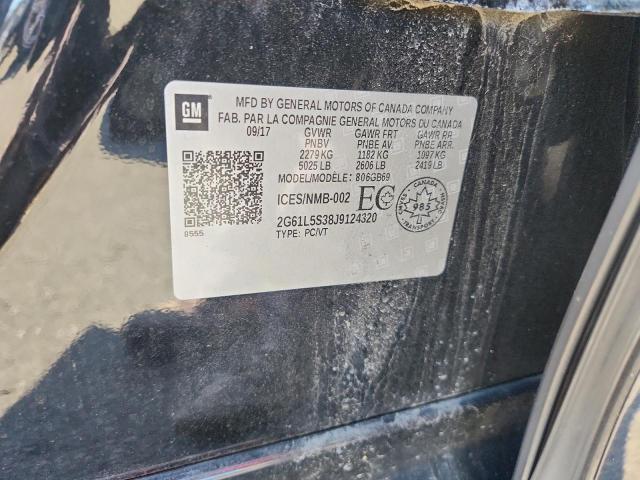 GM
MFD BY GENERAL MOTORS OF CANADA COMPANY
FAB. PAR LA COMPAGNIE GENERAL MOTORS DU CANADA
09/17 GVWR GAWR FRT GAWR RR
PNBV PNBE AV. PNBE ARR.
2279 KG 1182 KG 1097 KG
5025 LB 2606 LB 2419 LB
MODEL/MODÈLE: 806GB69
ICES/NMB-002 EC
CANADA
985
2G61L5S38J9124320
TYPE: PC/VT
8555